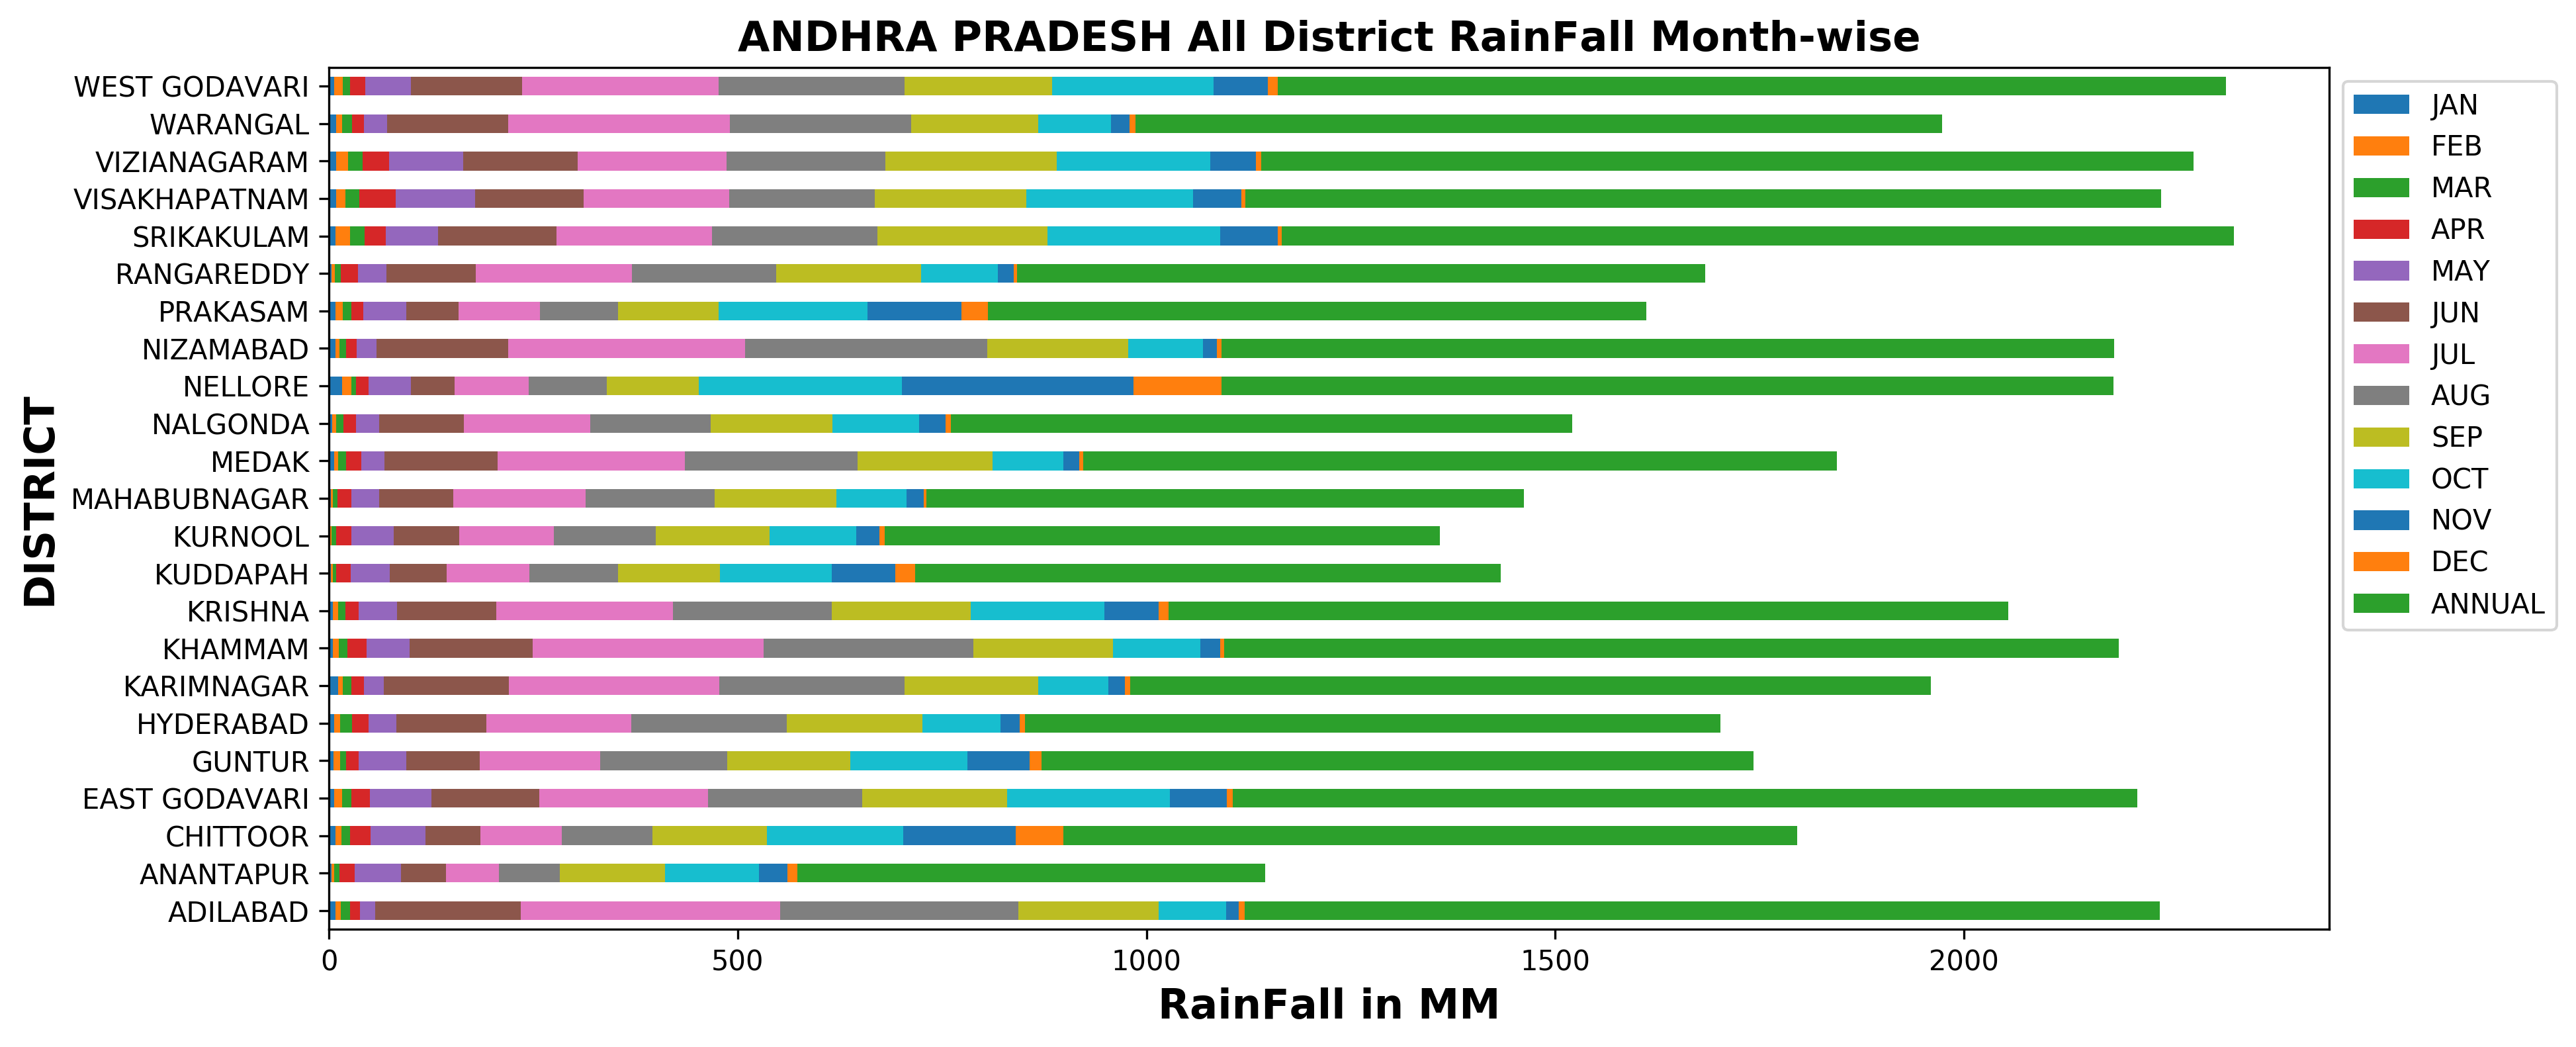 ANDHRA PRADESH All District RainFall Month-wise
WEST GODAVARI
WARANGAL
VIZIANAGARAM
VISAKHAPATNAM
SRIKAKULAM
RANGAREDDY
PRAKASAM
NIZAMABAD
NELLORE
NALGONDA
MEDAK
MAHABUBNAGAR
KURNOOL
KUDDAPAH
KRISHNA
KHAMMAM
KARIMNAGAR
HYDERABAD
GUNTUR
EAST GODAVARI
CHITTOOR
ANANTAPUR
ADILABAD
DISTRICT
0 500 1000 1500 2000
RainFall in MM
JAN
FEB
MAR
APR
MAY
JUN
JUL
AUG
SEP
OCT
NOV
DEC
ANNUAL